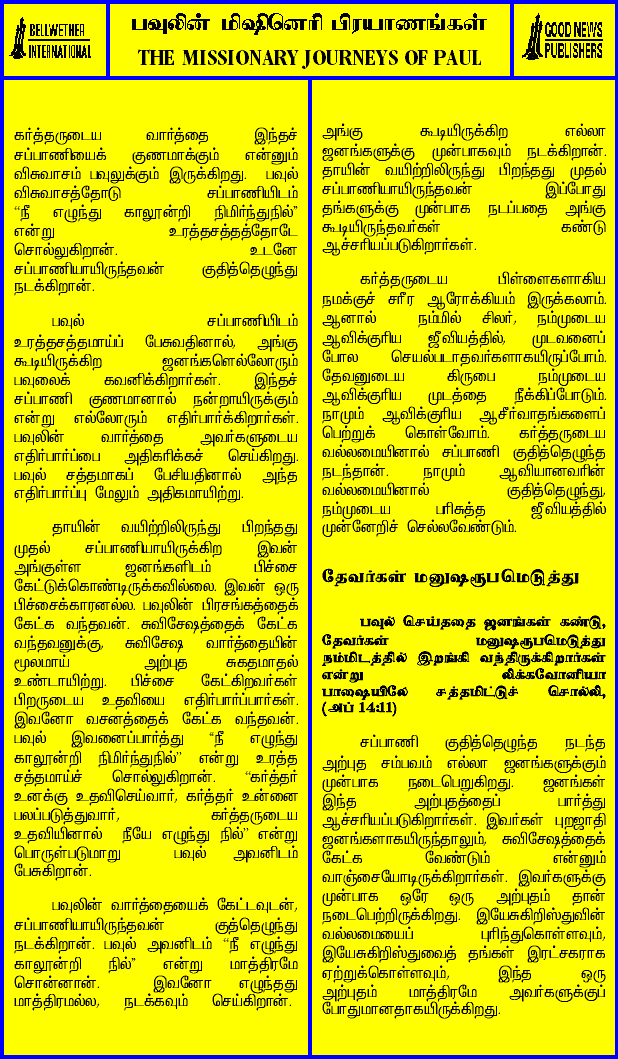 BELLWETHER
INTERNATIONAL
பவுலின் மிஷினெரி பிரயாணங்கள்
THE MISSIONARY JOURNEYS OF PAUL
GOOD NEWS
PUBLISHERS
கர்த்தருடைய வார்த்தை இந்தச்
சப்பாணியைக் குணமாக்கும் என்னும்
விசுவாசம் பவுலுக்கும் இருக்கிறது. பவுல்
விசுவாசத்தோடு சப்பாணியிடம்
“நீ எழுந்து காலூன்றி நிமிர்ந்துநில்”
என்று உரத்தசத்தத்தோடே
சொல்லுகிறான். உடனே
சப்பாணியாயிருந்தவன் குதித்தெழுந்து
நடக்கிறான்.
பவுல் சப்பாணியிடம்
உரத்தசத்தமாய்ப் பேசுவதினால், அங்கு
கூடியிருக்கிற ஜனங்களெல்லோரும்
பவுலைக் கவனிக்கிறார்கள். இந்தச்
சப்பாணி குணமானால் நன்றாயிருக்கும்
என்று எல்லோரும் எதிர்பார்க்கிறார்கள்.
பவுலின் வார்த்தை அவர்களுடைய
எதிர்பார்ப்பை அதிகரிக்கச் செய்கிறது.
பவுல் சத்தமாகப் பேசியதினால் அந்த
எதிர்பார்ப்பு மேலும் அதிகமாயிற்று.
தாயின் வயிற்றிலிருந்து பிறந்தது
முதல் சப்பாணியாயிருக்கிற இவன்
அங்குள்ள ஜனங்களிடம் பிச்சை
கேட்டுக்கொண்டிருக்கவில்லை. இவன் ஒரு
பிச்சைக்காரனல்ல. பவுலின் பிரசங்கத்தைக்
கேட்க வந்தவன். சுவிசேஷத்தைக் கேட்க
வந்தவனுக்கு, சுவிசேஷ வார்த்தையின்
மூலமாய் அற்புத சுகதமாதல்
உண்டாயிற்று. பிச்சை கேட்கிறவர்கள்
பிறருடைய உதவியை எதிர்பார்ப்பார்கள்.
இவனோ வசனத்தைக் கேட்க வந்தவன்.
பவுல் இவனைப்பார்த்து “நீ எழுந்து
காலூன்றி நிமிர்ந்துநில்” என்று உரத்த
சத்தமாய்ச் சொல்லுகிறான். “கர்த்தர்
உனக்கு உதவிசெய்வார், கர்த்தர் உன்னை
பலப்படுத்துவார், கர்த்தருடைய
உதவியினால் நீயே எழுந்து நில்” என்று
பொருள்படுமாறு பவுல் அவனிடம்
பேசுகிறான்.
பவுலின் வார்த்தையைக் கேட்டவுடன்,
சப்பாணியாயிருந்தவன் குத்தெழுந்து
நடக்கிறான். பவுல் அவனிடம் “நீ எழுந்து
காலூன்றி நில்” என்று மாத்திரமே
சொன்னான். இவனோ எழுந்தது
மாத்திரமல்ல, நடக்கவும் செய்கிறான்.
அங்கு கூடியிருக்கிற எல்லா
ஜனங்களுக்கு முன்பாகவும் நடக்கிறான்.
தாயின் வயிற்றிலிருந்து பிறந்தது முதல்
சப்பாணியாயிருந்தவன் இப்போது
தங்களுக்கு முன்பாக நடப்பதை அங்கு
கூடியிருந்தவர்கள் கண்டு
ஆச்சரியப்படுகிறார்கள்.
கர்த்தருடைய பிள்ளைகளாகிய
நமக்குச் சரீர ஆரோக்கியம் இருக்கலாம்.
ஆனால் நம்மில் சிலர், நம்முடைய
ஆவிக்குரிய ஜீவியத்தில், முடவனைப்
போல செயல்படாதவர்களாகயிருப்போம்.
தேவனுடைய கிருபை நம்முடைய
ஆவிக்குரிய முடத்தை நீக்கிப்போடும்.
நாமும் ஆவிக்குரிய ஆசீர்வாதங்களைப்
பெற்றுக் கொள்வோம். கர்த்தருடைய
வல்லமையினால் சப்பாணி குதித்தெழுந்த
நடந்தான். நாமும் ஆவியானவரின்
வல்லமையினால் குதித்தெழுந்து,
நம்முடைய பரிசுத்த ஜீவியத்தில்
முன்னேறிச் செல்லவேண்டும்.
தேவர்கள் மனுஷரூபமெடுத்து
பவுல் செய்ததை ஜனங்கள் கண்டு,
தேவர்கள் மனுஷரூபமெடுத்து
நம்மிடத்தில் இறங்கி வந்திருக்கிறார்கள்
என்று லிக்கவோனியா
பாஷையிலே சத்தமிட்டுச் சொல்லி,
(அப் 14:11)
சப்பாணி குதித்தெழுந்த நடந்த
அற்புத சம்பவம் எல்லா ஜனங்களுக்கும்
முன்பாக நடைபெறுகிறது. ஜனங்கள்
இந்த அற்புதத்தைப் பார்த்து
ஆச்சரியப்படுகிறார்கள். இவர்கள் புறஜாதி
ஜனங்களாகயிருந்தாலும், சுவிசேஷத்தைக்
கேட்க வேண்டும் என்னும்
வாஞ்சையோடிருக்கிறார்கள். இவர்களுக்கு
முன்பாக ஒரே ஒரு அற்புதம் தான்
நடைபெற்றிருக்கிறது. இயேசுகிறிஸ்துவின்
வல்லமையைப் புரிந்துகொள்ளவும்,
இயேசுகிறிஸ்துவைத் தங்கள் இரட்சகராக
ஏற்றுக்கொள்ளவும், இந்த ஒரு
அற்புதம் மாத்திரமே அவர்களுக்குப்
போதுமானதாகயிருக்கிறது.